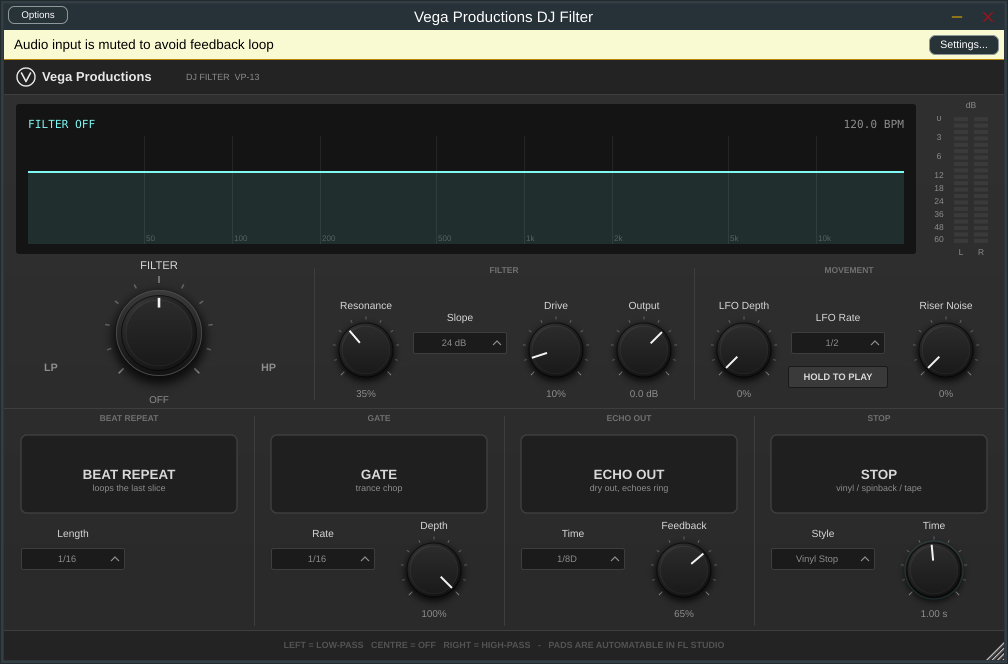 Options
Vega Productions DJ Filter
Audio input is muted to avoid feedback loop
Settings...
Vega Productions
DJ FILTER VP-13
dB
FILTER OFF
120.0 BPM
0
3
6
12
18
24
36
48
60
L R
50 100 200 500 1k 2k 5k 10k
FILTER
LP
HP
OFF
FILTER
Resonance
35%
Slope
24 dB
Drive
10%
Output
0.0 dB
MOVEMENT
LFO Depth
0%
LFO Rate
1/2
HOLD TO PLAY
Riser Noise
0%
BEAT REPEAT
BEAT REPEAT
loops the last slice
Length
1/16
GATE
GATE
trance chop
Rate
1/16
Depth
100%
ECHO OUT
ECHO OUT
dry out, echoes ring
Time
1/8D
Feedback
65%
STOP
STOP
vinyl / spinback / tape
Style
Vinyl Stop
Time
1.00 s
LEFT = LOW-PASS CENTRE = OFF RIGHT = HIGH-PASS - PADS ARE AUTOMATABLE IN FL STUDIO